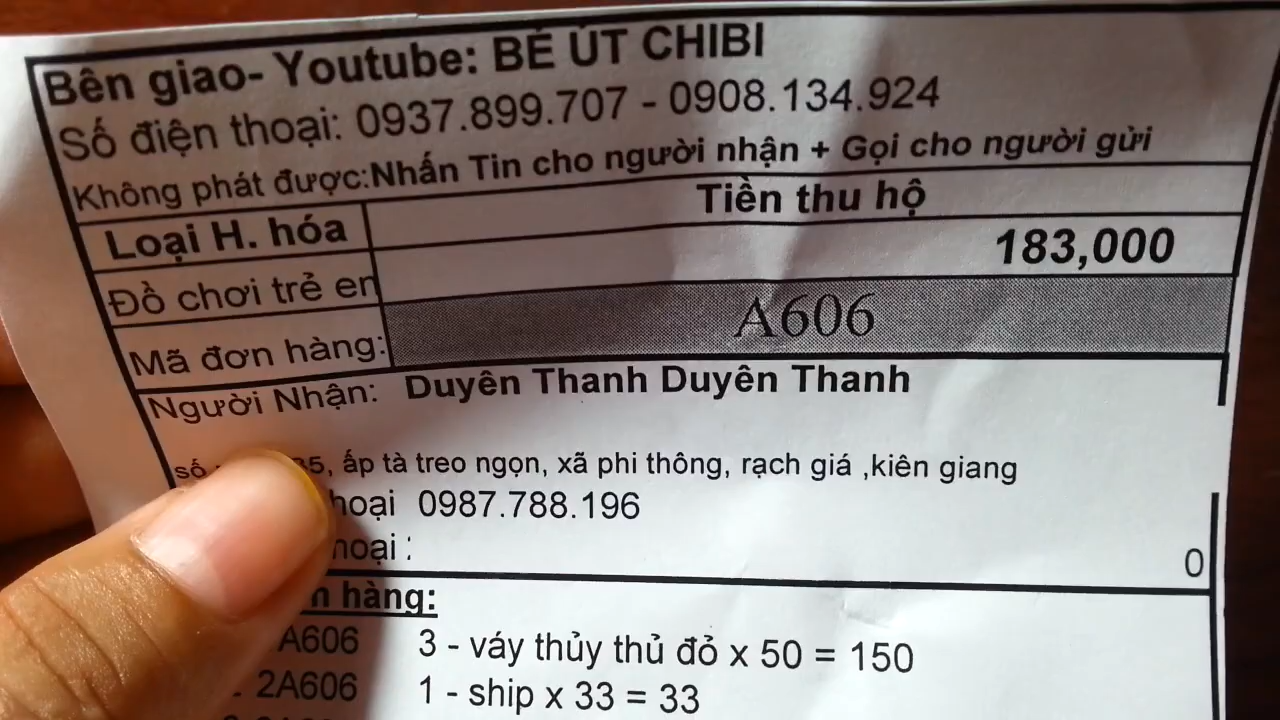 Bên giao- Youtube: BÉ ÚT CHIBI
Số điện thoại: 0937.899.707 - 0908.134.924
Không phát được:Nhấn Tin cho người nhận + Gọi cho người gửi
Loại H. hóa
Tiền thu hộ
Đồ chơi trẻ en
183,000
Mã đơn hàng:
A606
Người Nhận: Duyên Thanh Duyên Thanh
số 35, ấp tà treo ngọn, xã phi thông, rạch giá ,kiên giang
hoại 0987.788.196
hoại :
0
n hàng:
A606 3 - váy thủy thủ đỏ x 50 = 150
2A606 1 - ship x 33 = 33